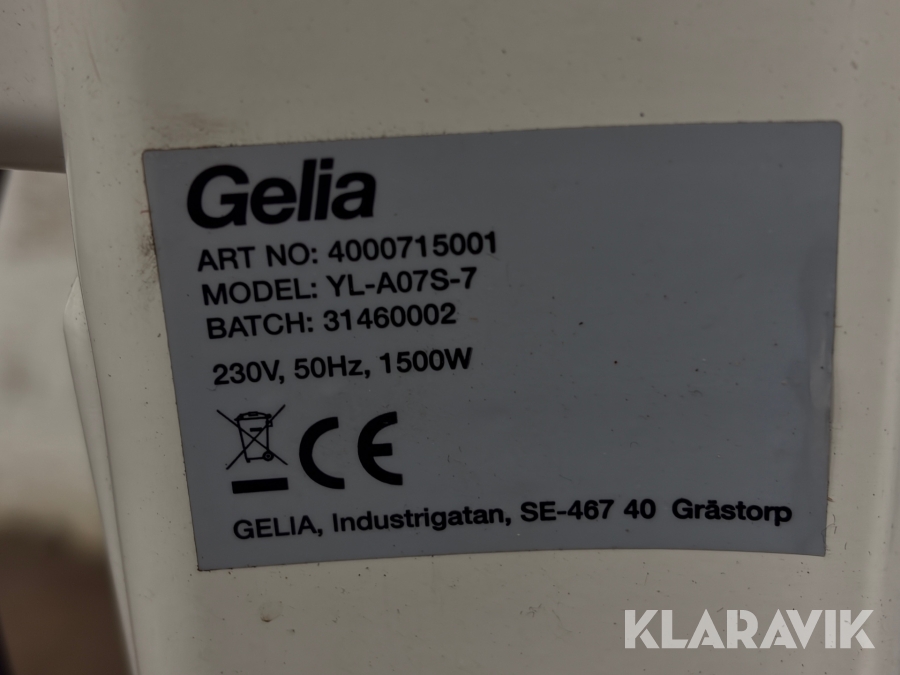 Gelia
ART NO: 4000715001
MODEL: YL-A07S-7
BATCH: 31460002
230V, 50Hz, 1500W
CE
GELIA, Industrigatan, SE-467 40 Grästorp
KLARAVIK